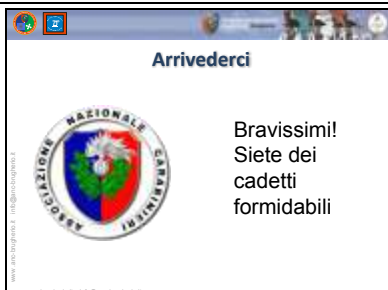 Arrivederci
ASSOCIAZIONE NAZIONALE CARABINIERI
Bravissimi!
Siete dei
cadetti
formidabili